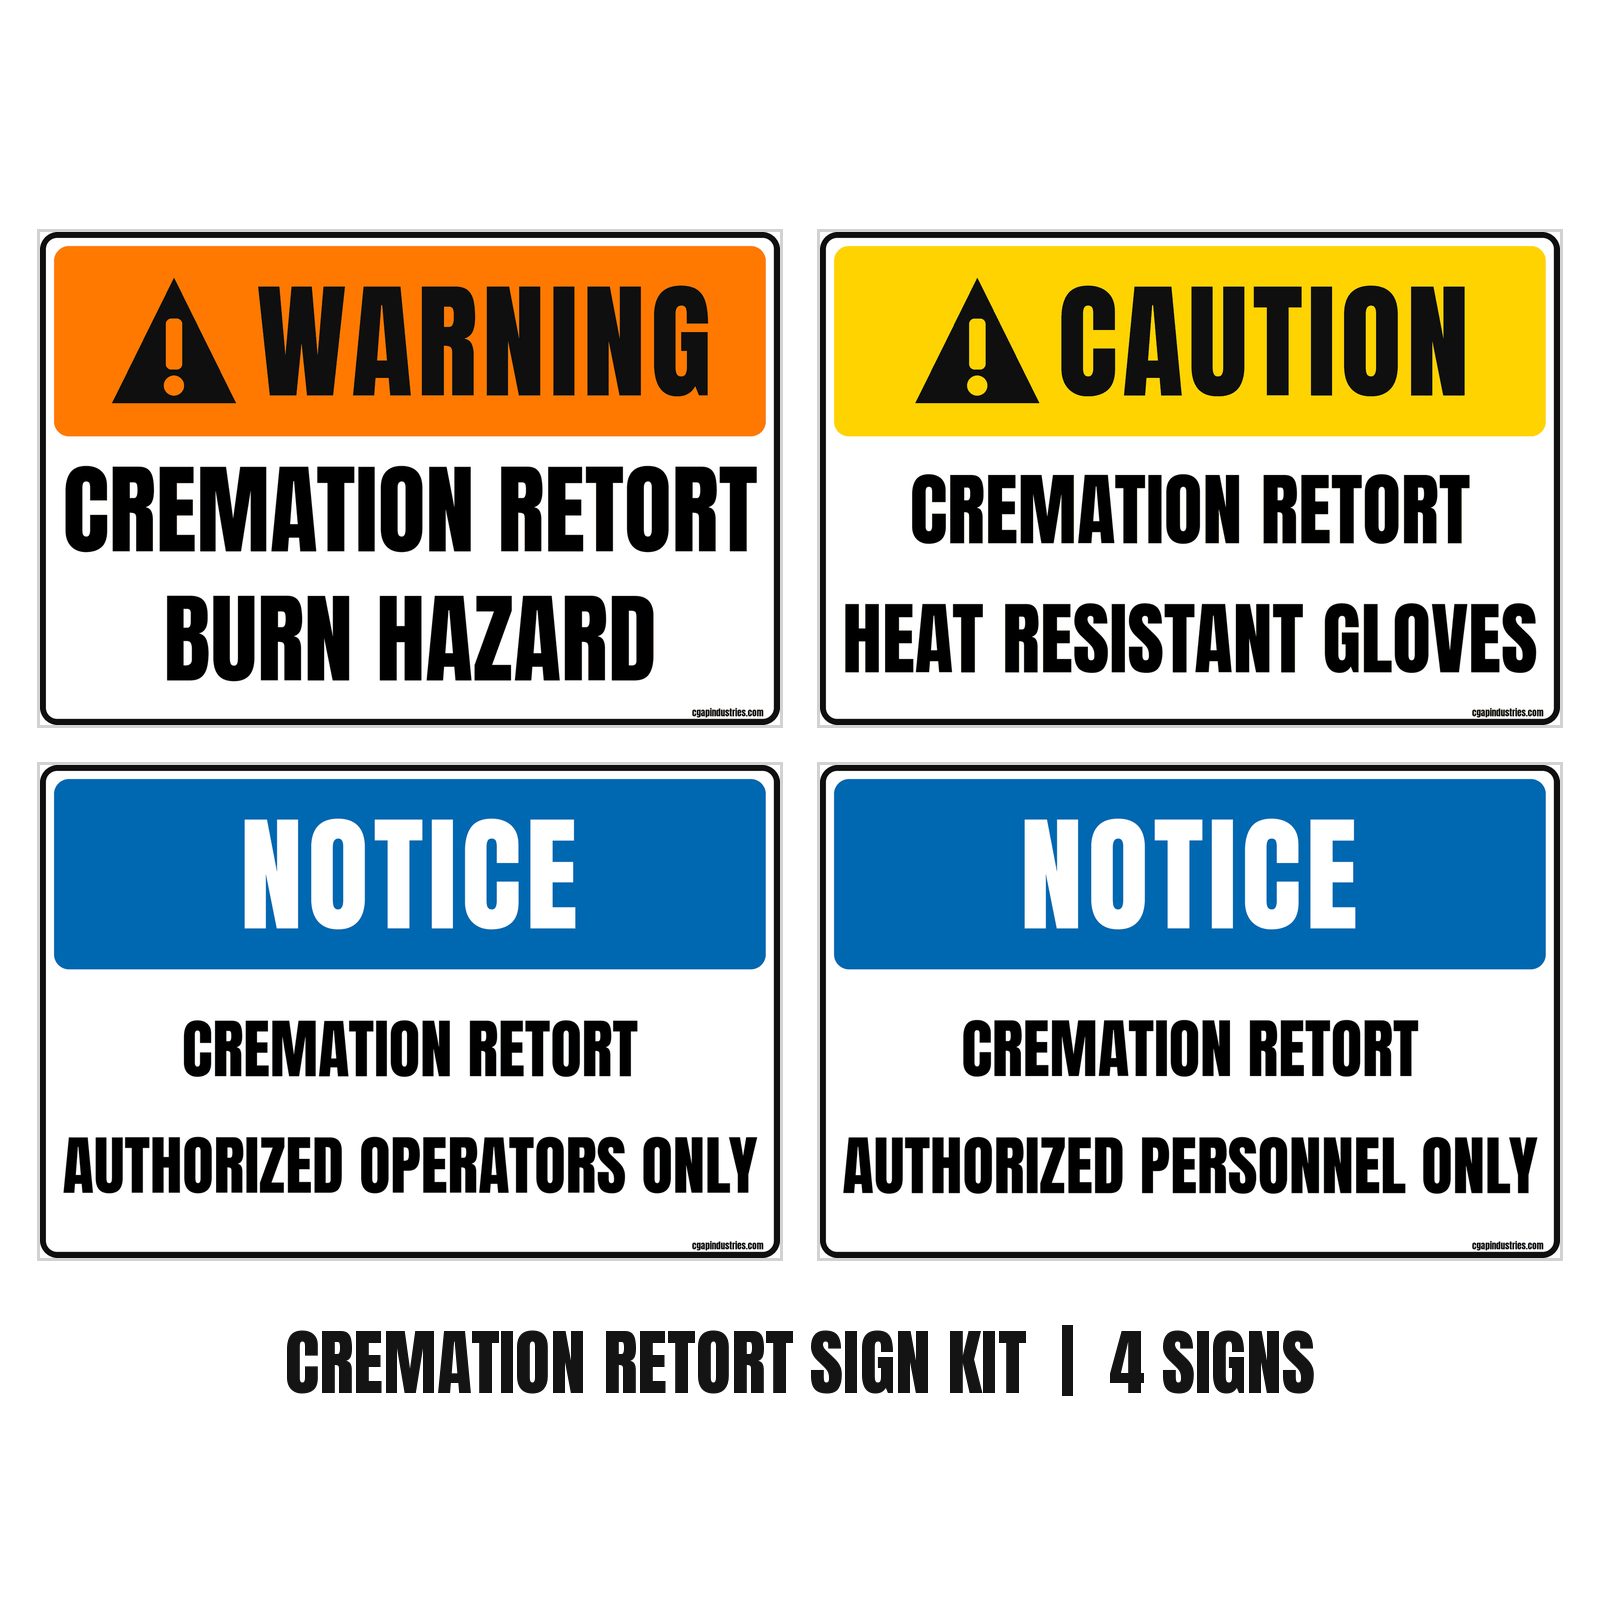 WARNING
CREMATION RETORT
BURN HAZARD
cgapindustries.com
CAUTION
CREMATION RETORT
HEAT RESISTANT GLOVES
cgapindustries.com
NOTICE
CREMATION RETORT
AUTHORIZED OPERATORS ONLY
cgapindustries.com
NOTICE
CREMATION RETORT
AUTHORIZED PERSONNEL ONLY
cgapindustries.com
CREMATION RETORT SIGN KIT | 4 SIGNS